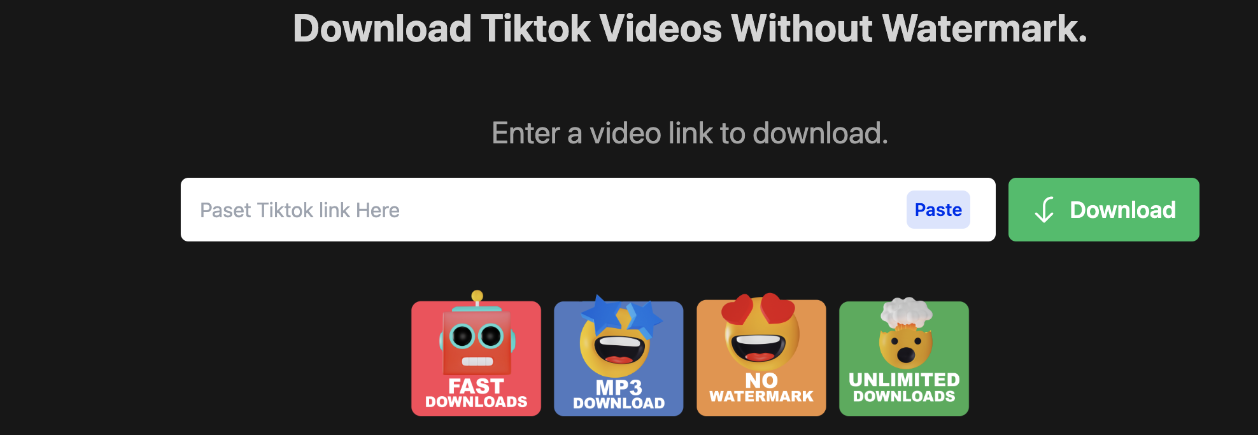 Download Tiktok Videos Without Watermark.
Enter a video link to download.
Paset Tiktok link Here
Paste
Download
FAST
DOWNLOADS
MP3
DOWNLOAD
NO
WATERMARK
UNLIMITED
DOWNLOADS